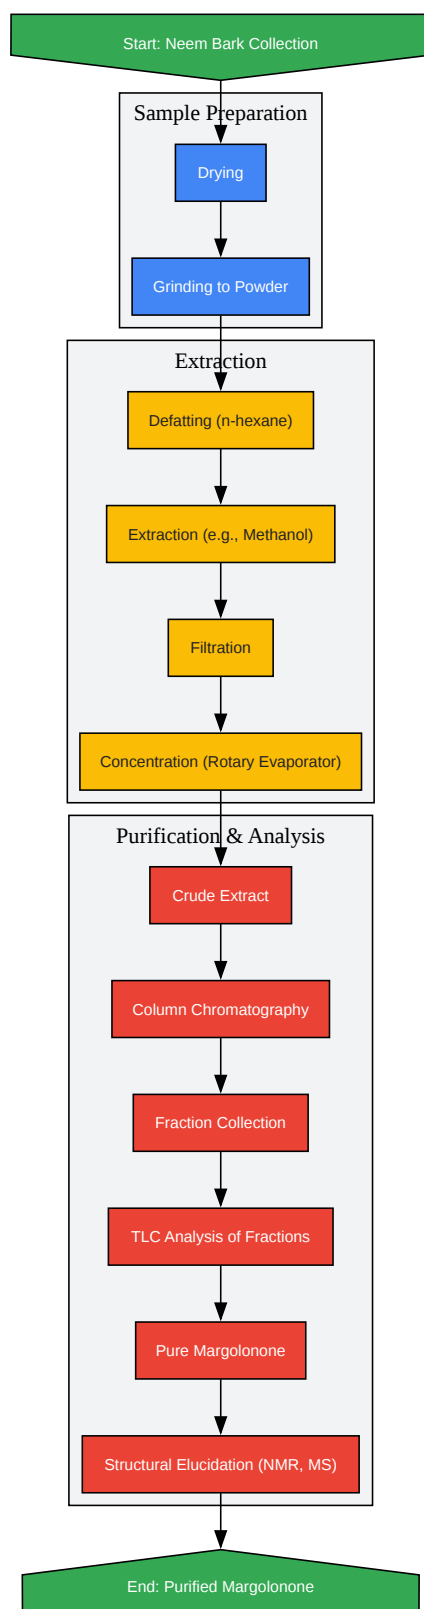 Start: Neem Bark Collection
Sample Preparation
Drying
Grinding to Powder
Extraction
Defatting (n-hexane)
Extraction (e.g., Methanol)
Filtration
Concentration (Rotary Evaporator)
Purification & Analysis
Crude Extract
Column Chromatography
Fraction Collection
TLC Analysis of Fractions
Pure Margolonone
Structural Elucidation (NMR, MS)
End: Purified Margolonone